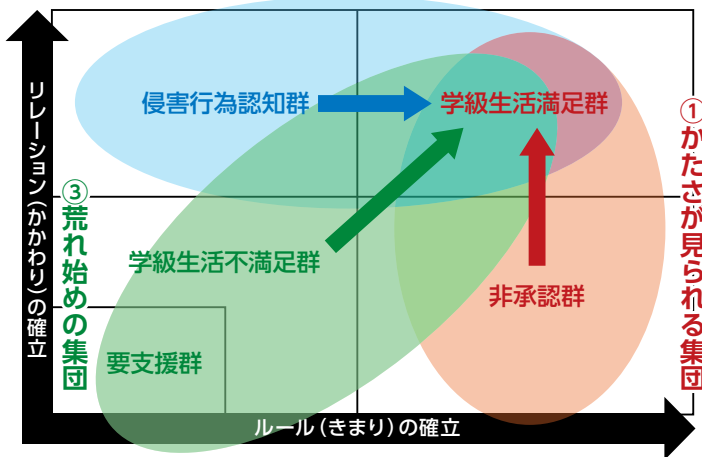 リレーション(かかわり)の確立
侵害行為認知群
学級生活満足群
①かたさが見られる集団
③荒れ始めの集団
学級生活不満足群
非承認群
要支援群
ルール(きまり)の確立